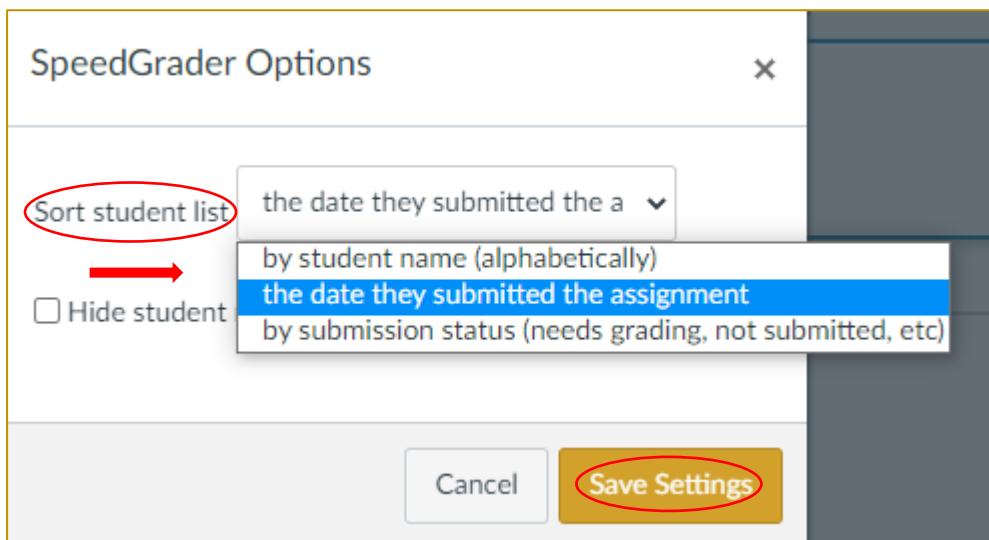 SpeedGrader Options
×
Sort student list
the date they submitted the a
by student name (alphabetically)
the date they submitted the assignment
Hide student
by submission status (needs grading, not submitted, etc)
Cancel
Save Settings